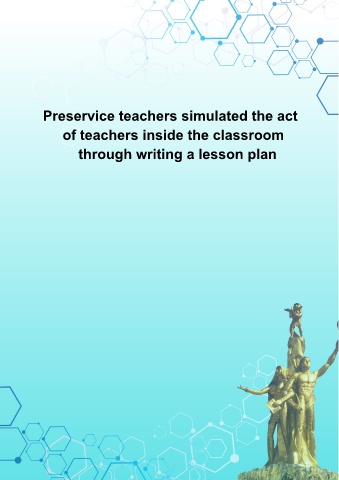 Preservice teachers simulated the act
of teachers inside the classroom
through writing a lesson plan